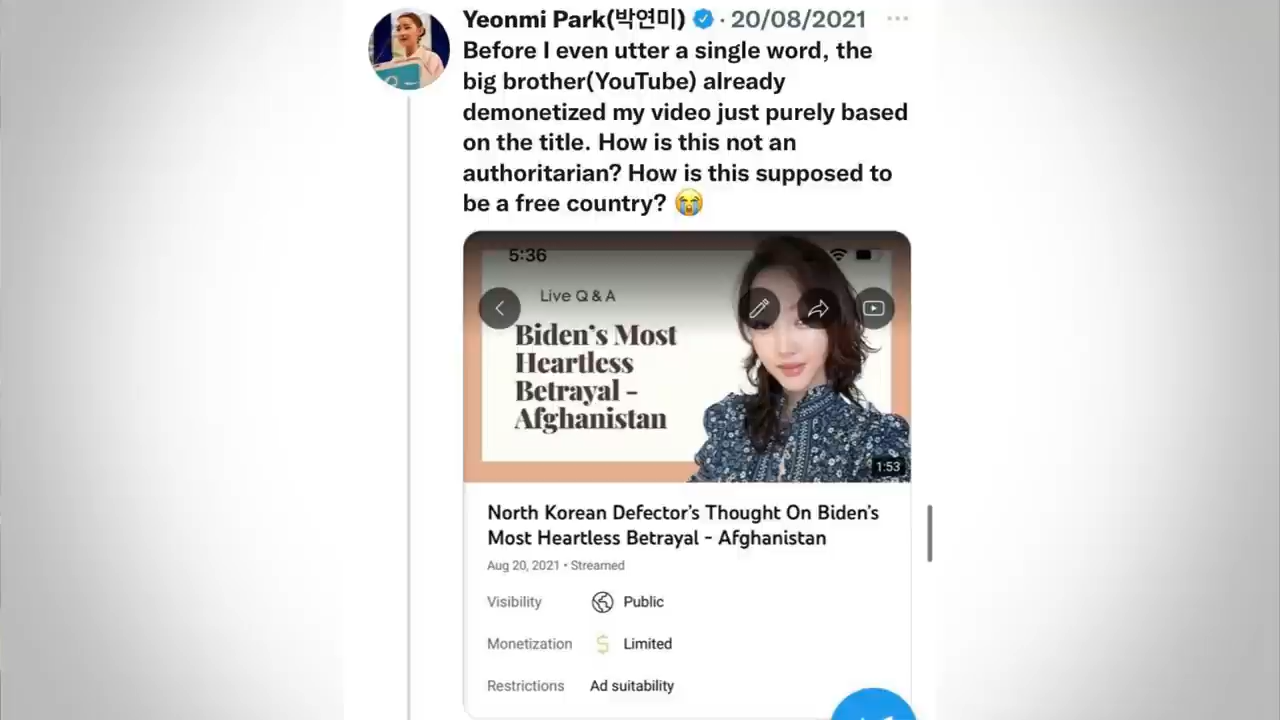 Yeonmi Park(박연미) · 20/08/2021 ···
Before I even utter a single word, the
big brother(YouTube) already
demonetized my video just purely based
on the title. How is this not an
authoritarian? How is this supposed to
be a free country? 😭
5:36
Live Q & A
Biden's Most
Heartless
Betrayal -
Afghanistan
1:53
North Korean Defector's Thought On Biden's
Most Heartless Betrayal - Afghanistan
Aug 20, 2021 • Streamed
Visibility Public
Monetization $ Limited
Restrictions Ad suitability